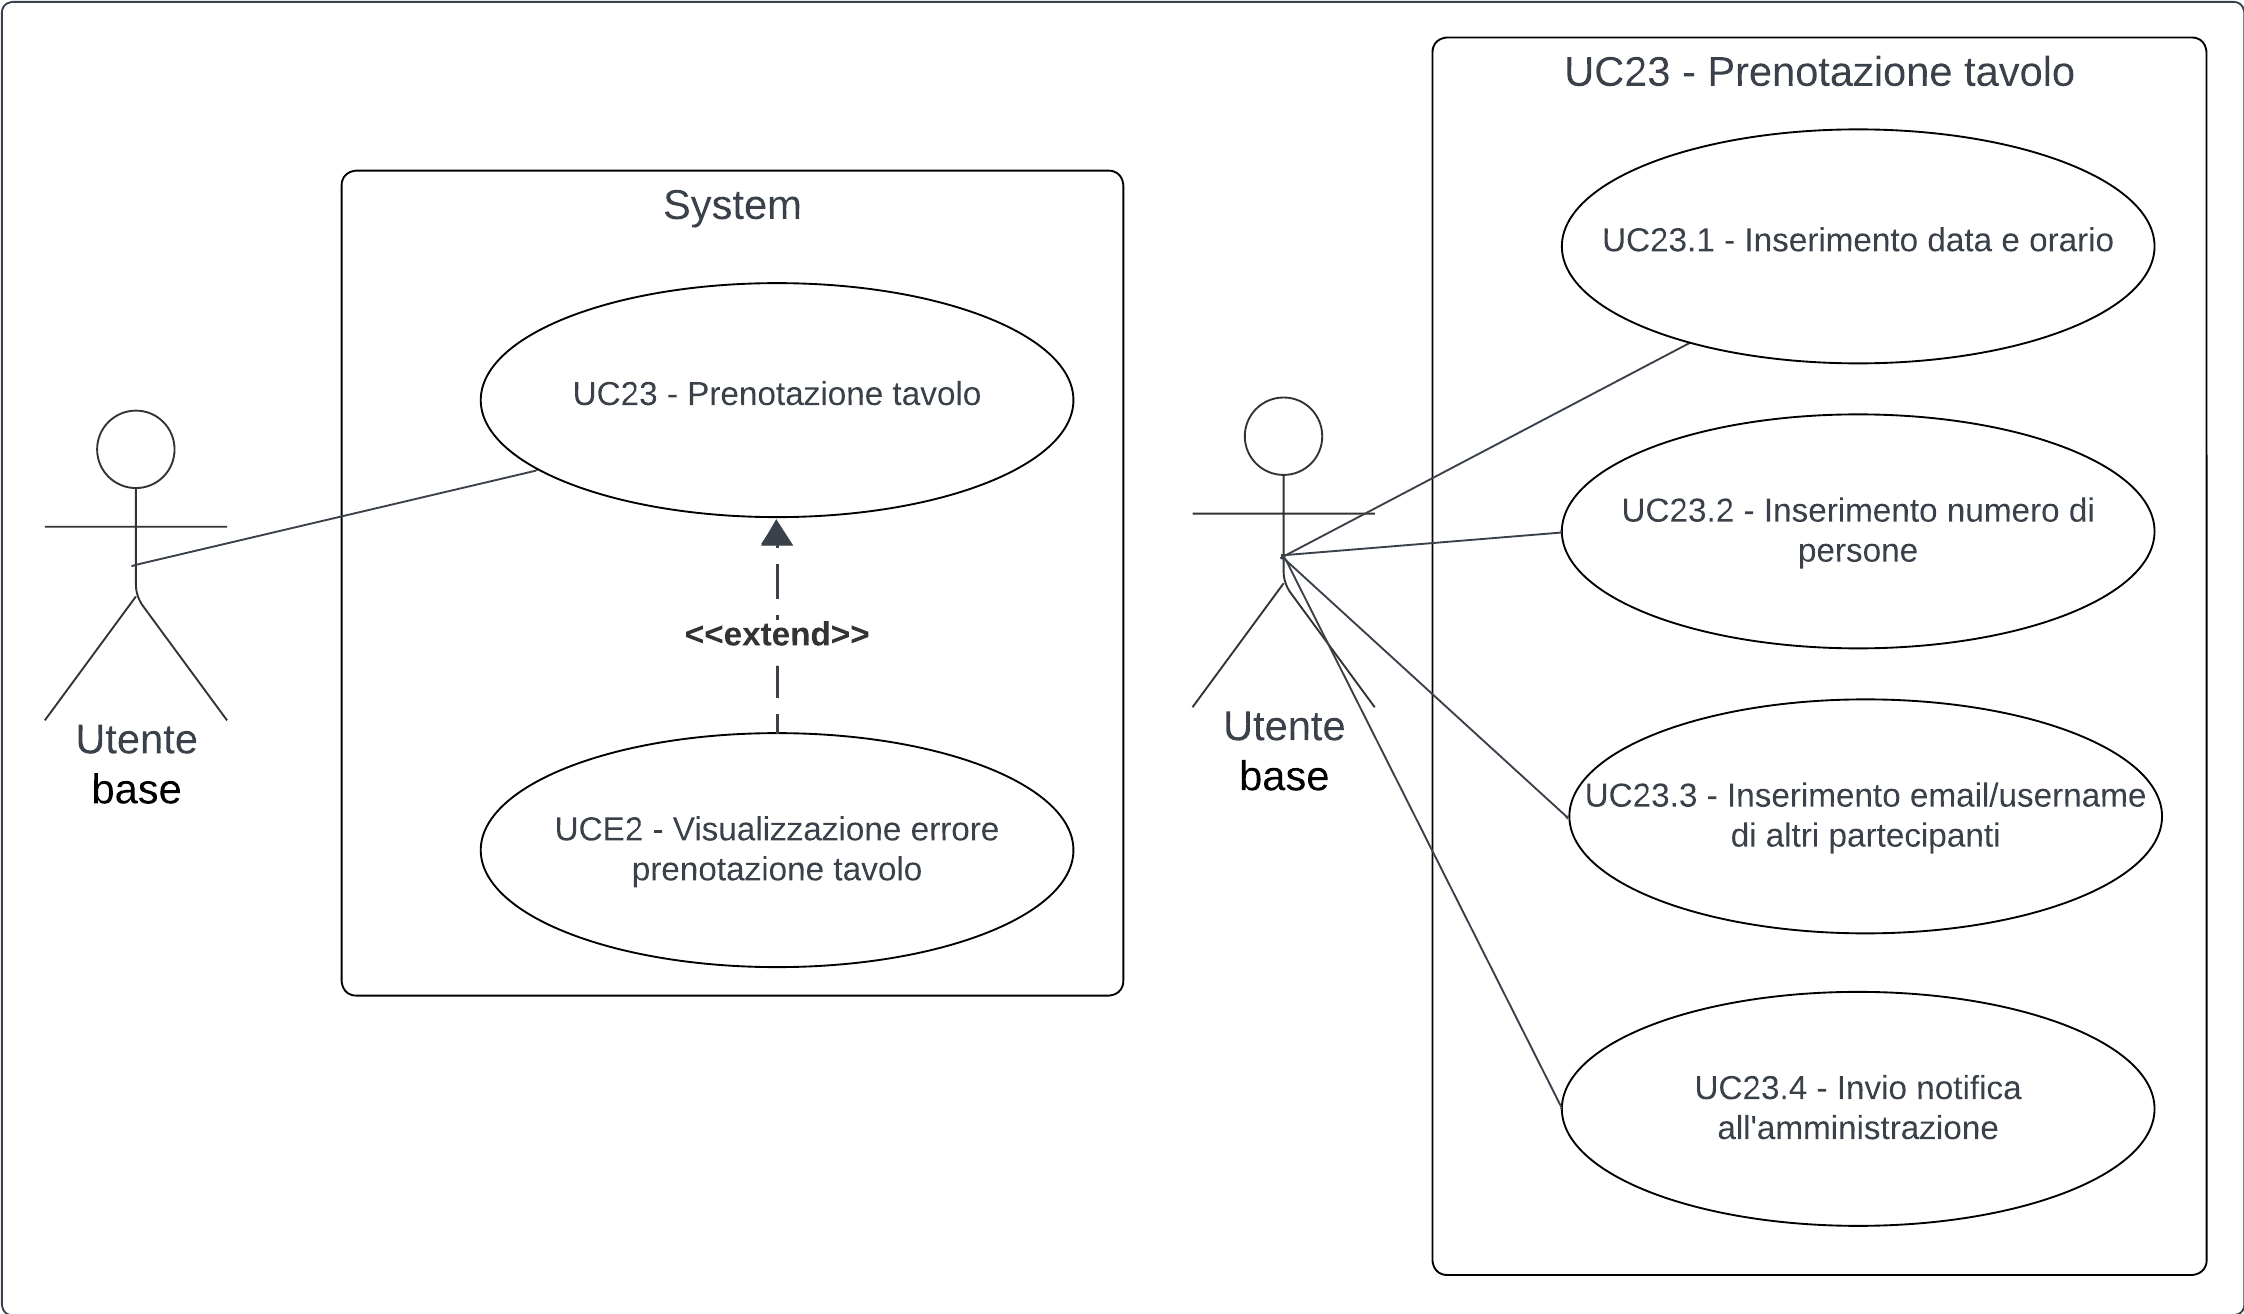 System
UC23 - Prenotazione tavolo
<<extend>>
UCE2 - Visualizzazione errore
prenotazione tavolo
Utente
base
UC23 - Prenotazione tavolo
UC23.1 - Inserimento data e orario
UC23.2 - Inserimento numero di
persone
UC23.3 - Inserimento email/username
di altri partecipanti
UC23.4 - Invio notifica
all'amministrazione
Utente
base